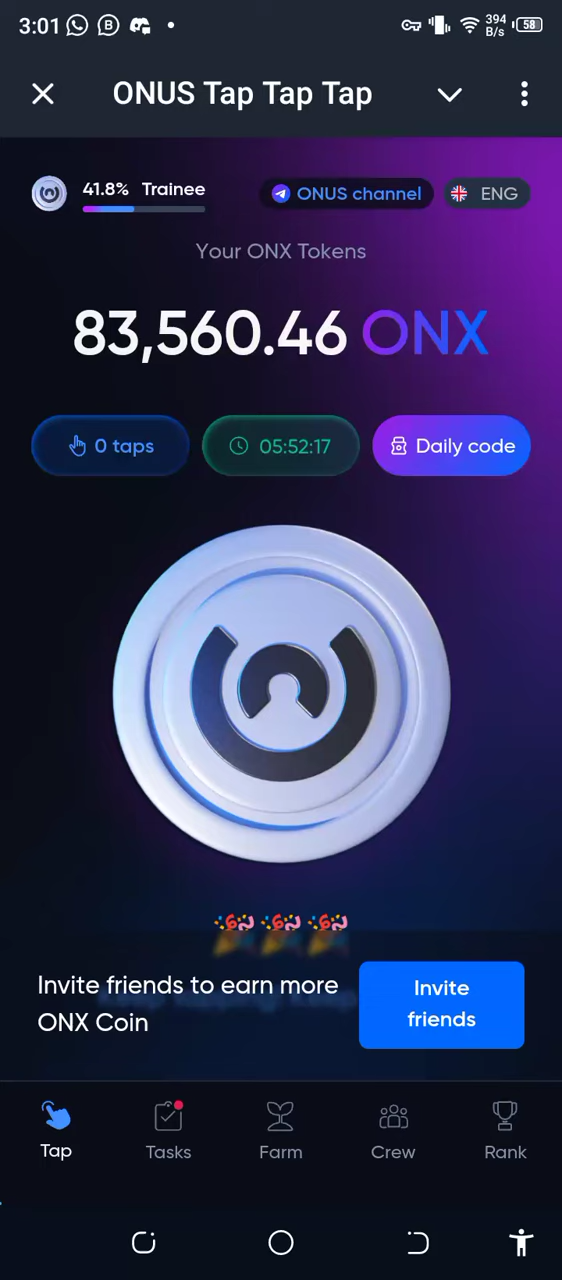 3:01
394
B/s
58
ONUS Tap Tap Tap
41.8% Trainee
ONUS channel
ENG
Your ONX Tokens
83,560.46 ONX
0 taps
05:52:17
Daily code
Invite friends to earn more
ONX Coin
Invite
friends
Tap
Tasks
Farm
Crew
Rank